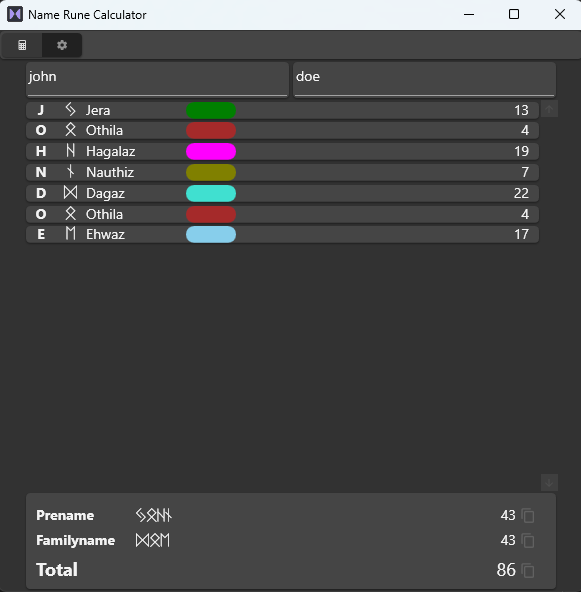 Name Rune Calculator
john doe
J ᛃ Jera 13
O ᛟ Othila 4
H ᚺ Hagalaz 19
N ᚾ Nauthiz 7
D ᛞ Dagaz 22
O ᛟ Othila 4
E ᛖ Ehwaz 17
Prename ᛃᛟᚺᚾ 43
Familyname ᛞᛟᛖ 43
Total 86